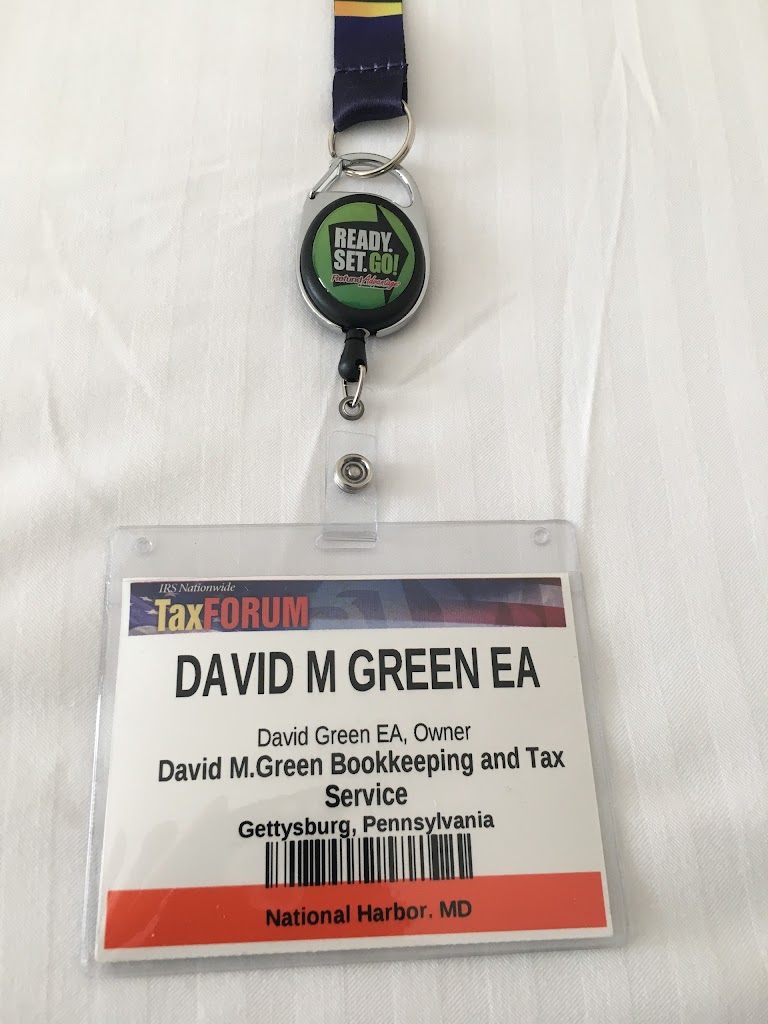 READY.
SET. GO!
IRS Nationwide
TaxFORUM
DAVID M GREEN EA
David Green EA, Owner
David M.Green Bookkeeping and Tax
Service
Gettysburg, Pennsylvania
National Harbor. MD